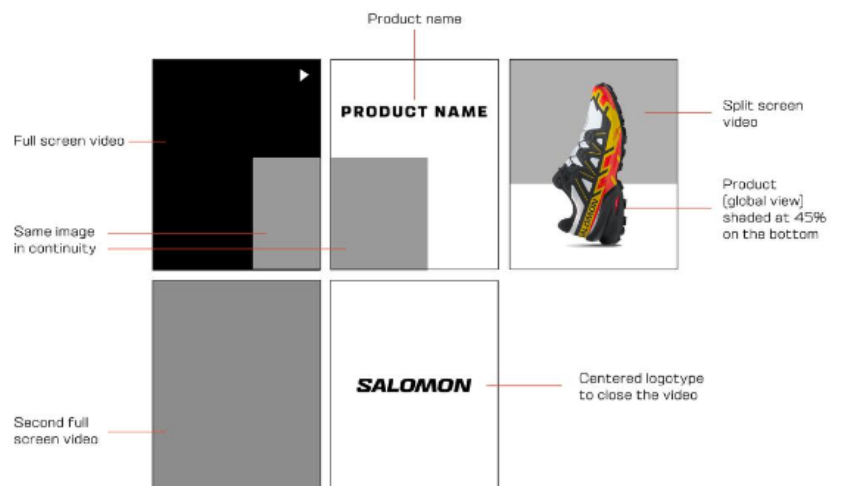 Product name
PRODUCT NAME
Full screen video
Split screen
video
Product
(global view)
shaded at 45%
on the bottom
SALOMON
Same image
in continuity
SALOMON
Centered logotype
to close the video
Second full
screen video